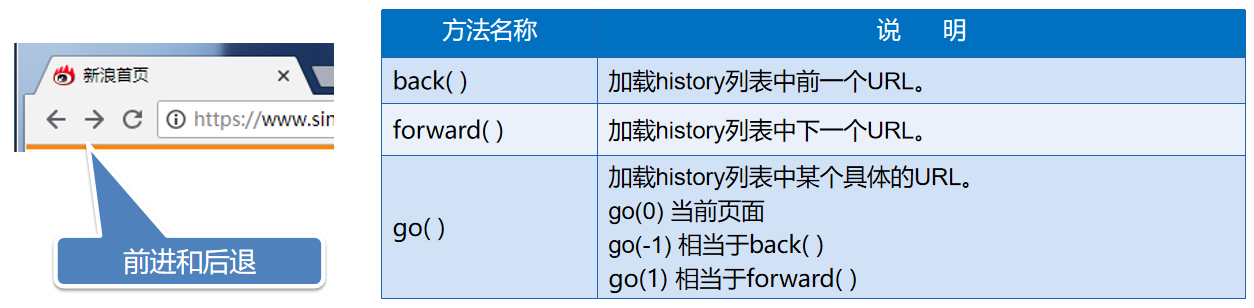 新浪首页
https://www.sin
前进和后退
方法名称 说 明
back( ) 加载history列表中前一个URL。
forward( ) 加载history列表中下一个URL。
go( ) 加载history列表中某个具体的URL。
go(0) 当前页面
go(-1) 相当于back( )
go(1) 相当于forward( )